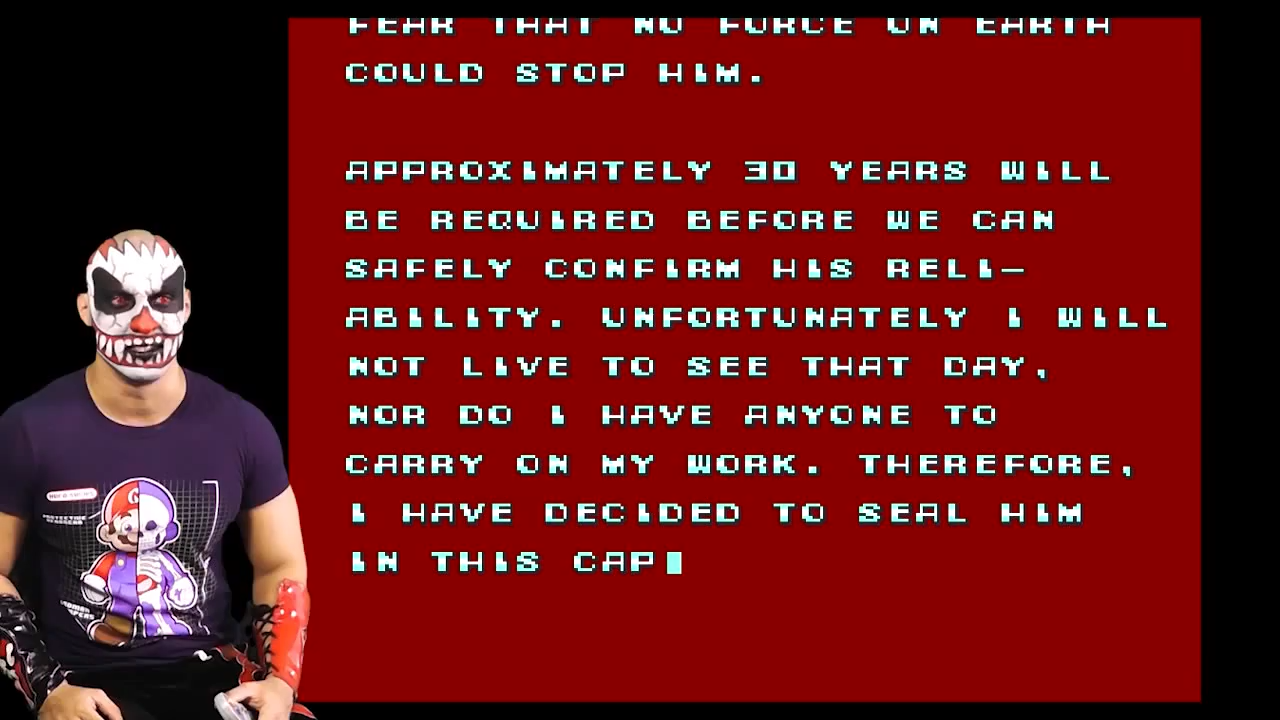 FEAR THAT NO FORCE ON EARTH
COULD STOP HIM.
APPROXIMATELY 30 YEARS WILL
BE REQUIRED BEFORE WE CAN
SAFELY CONFIRM HIS RELI-
ABILITY. UNFORTUNATELY I WILL
NOT LIVE TO SEE THAT DAY,
NOR DO I HAVE ANYONE TO
CARRY ON MY WORK. THEREFORE,
I HAVE DECIDED TO SEAL HIM
IN THIS CAP